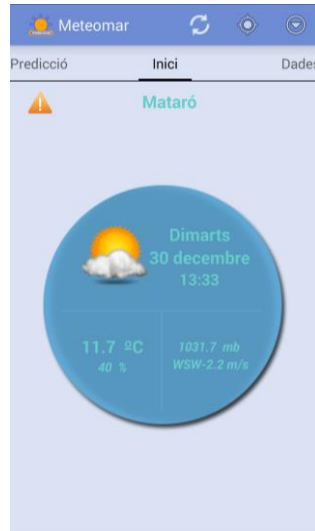 Meteomar
Predicció Inici Dades
Mataró
Dimarts
30 decembre
13:33
11.7 ºC
40 %
1031.7 mb
WSW-2.2 m/s